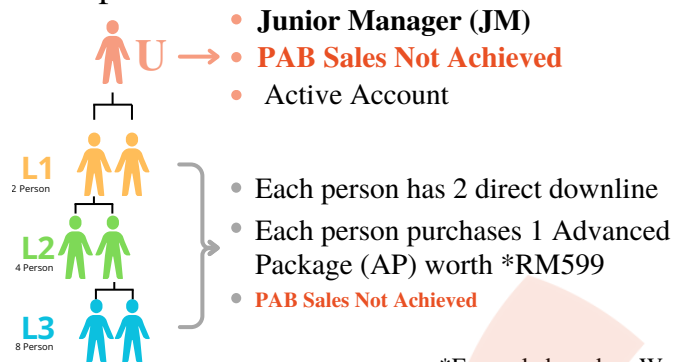 Junior Manager (JM)
U
PAB Sales Not Achieved
Active Account
L1
2 Person
Each person has 2 direct downline
Each person purchases 1 Advanced
Package (AP) worth *RM599
L2
4 Person
PAB Sales Not Achieved
L3
8 Person